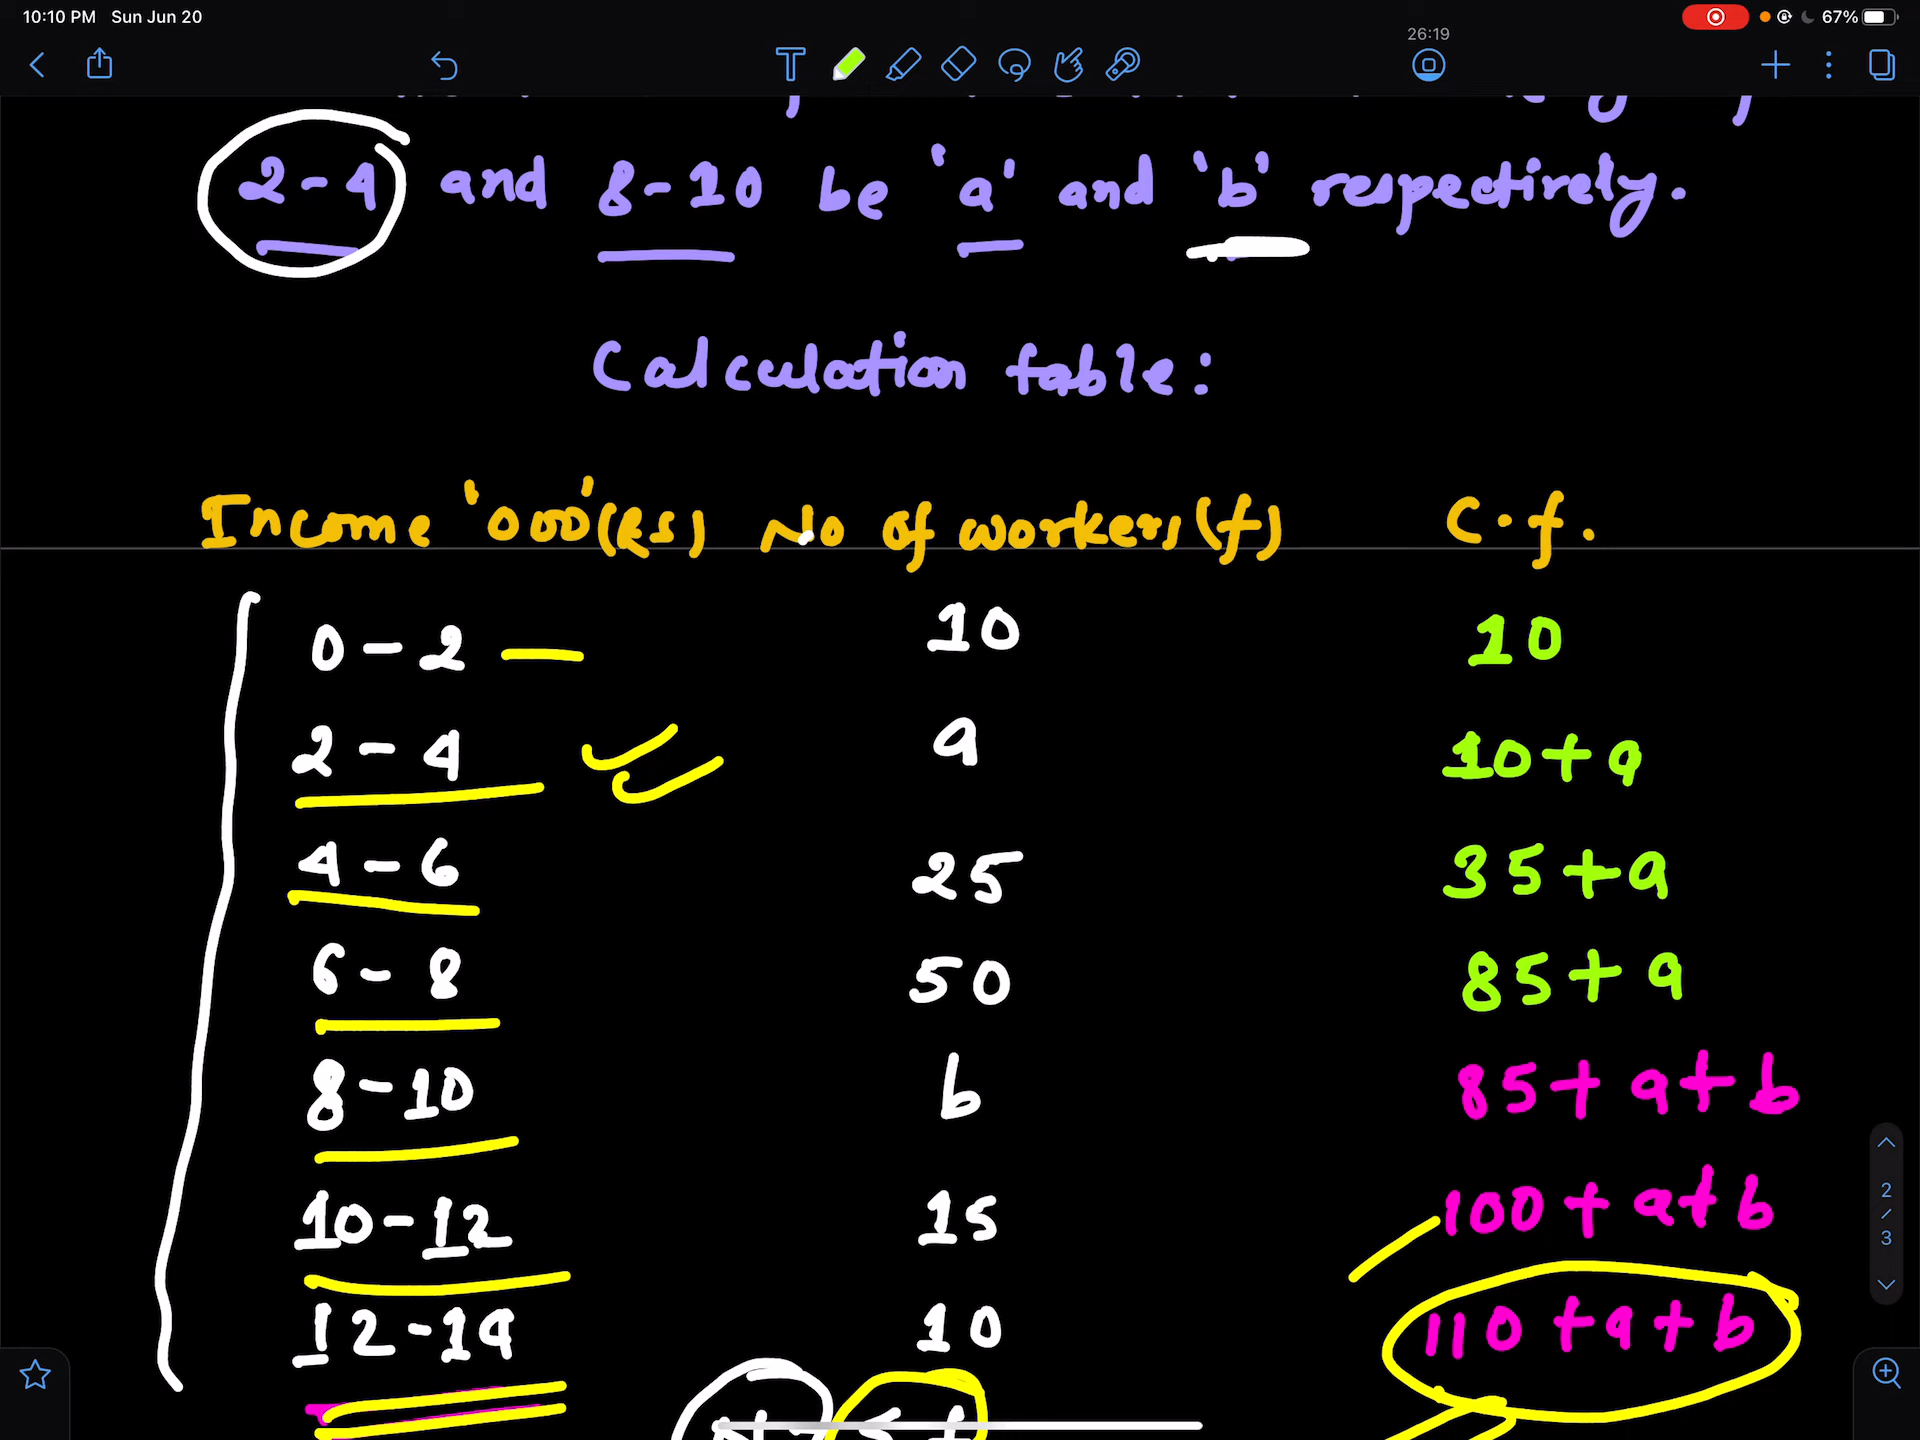 10:10 PM Sun Jun 20
67%
26:19
2-4 and 8-10 be 'a' and 'b' respectively.
Calculation table:
Income '000'(Rs) No of workers(f) C.f.
0-2 10 10
2-4 a 10+a
4-6 25 35+a
6-8 50 85+a
8-10 b 85+a+b
10-12 15 100+a+b
12-14 10 110+a+b
2/3